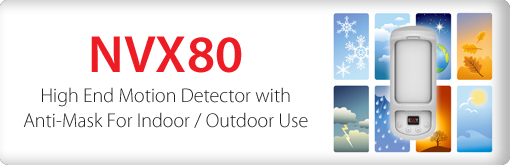 NVX80
High End Motion Detector with
Anti-Mask For Indoor / Outdoor Use